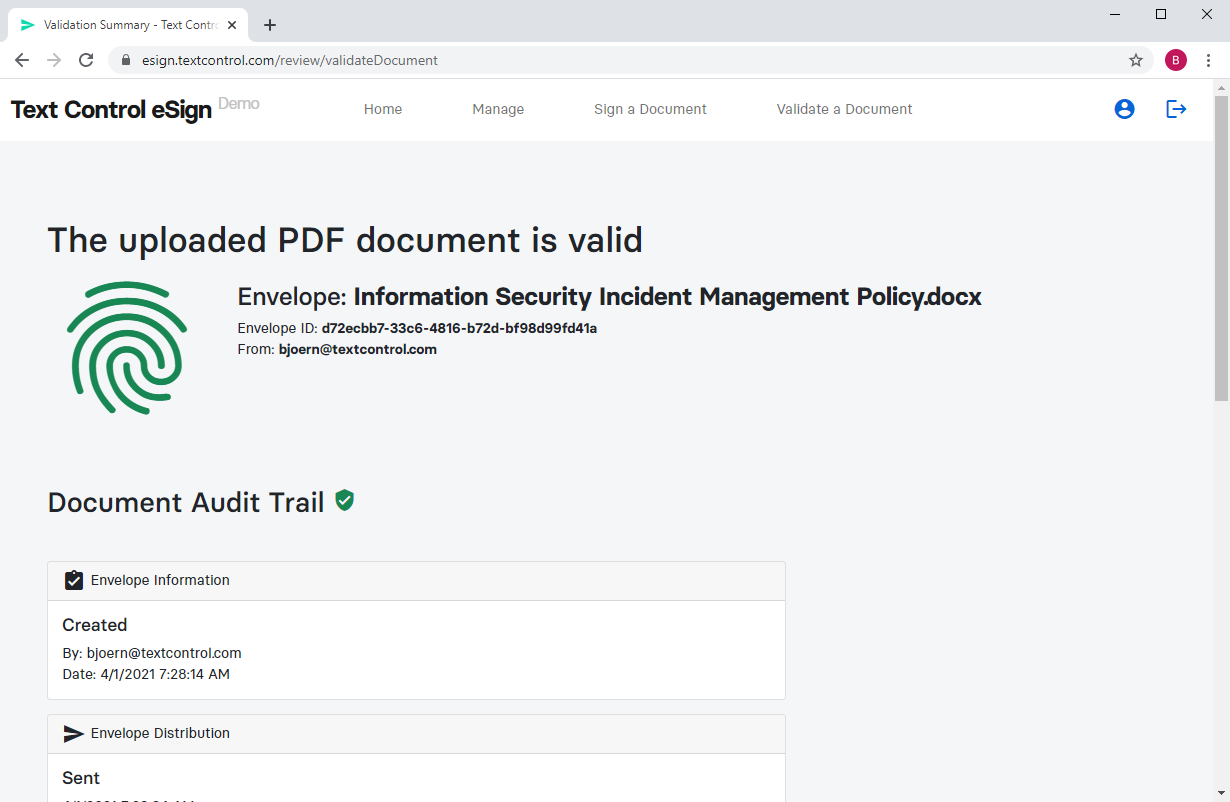 Validation Summary - Text Contr
esign.textcontrol.com/review/validateDocument
B
Text Control eSign Demo
Home
Manage
Sign a Document
Validate a Document
The uploaded PDF document is valid
Envelope: Information Security Incident Management Policy.docx
Envelope ID: d72ecbb7-33c6-4816-b72d-bf98d99fd41a
From: bjoern@textcontrol.com
Document Audit Trail
Envelope Information
Created
By: bjoern@textcontrol.com
Date: 4/1/2021 7:28:14 AM
Envelope Distribution
Sent